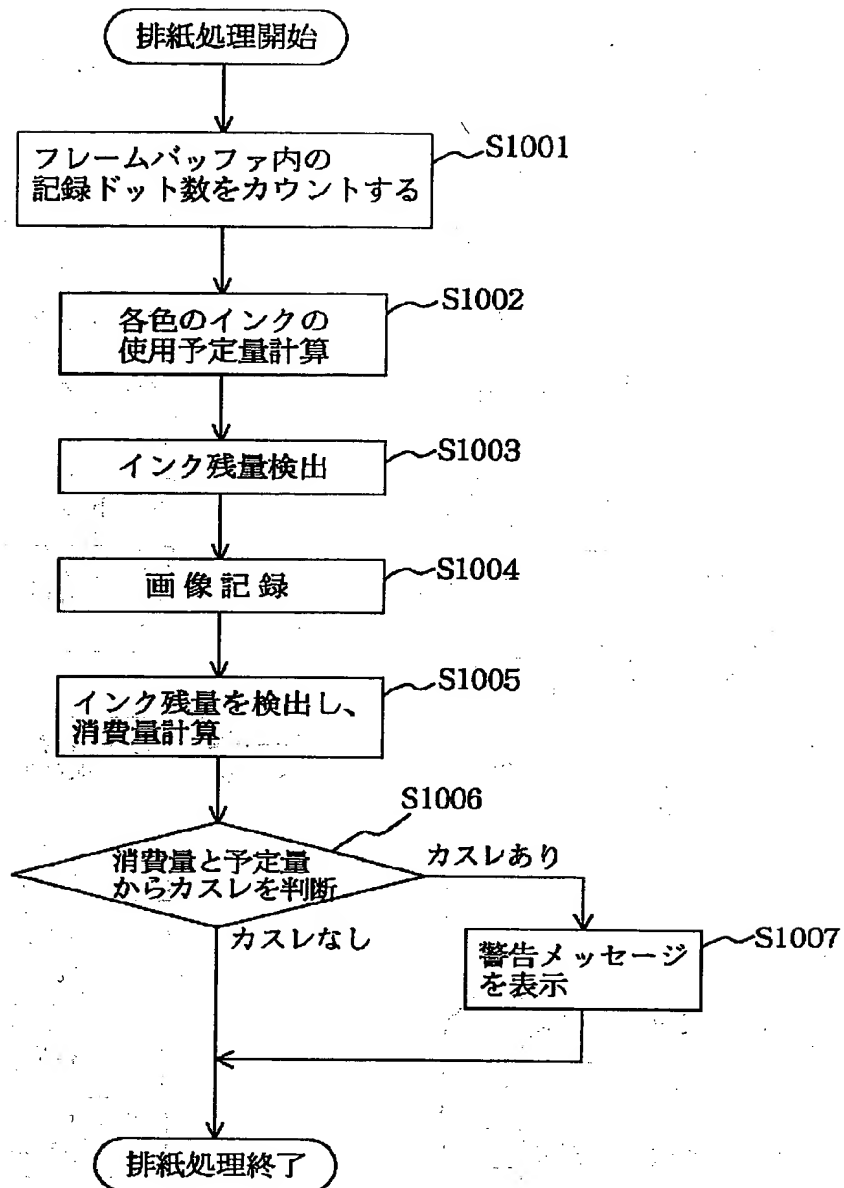 排紙処理開始
フレームバッファ内の
記録ドット数をカウントする
S1001
各色のインクの
使用予定量計算
S1002
インク残量検出
S1003
画像記録
S1004
インク残量を検出し、
消費量計算
S1005
消費量と予定量
からカスレを判断
S1006
カスレあり
カスレなし
警告メッセージ
を表示
S1007
排紙処理終了